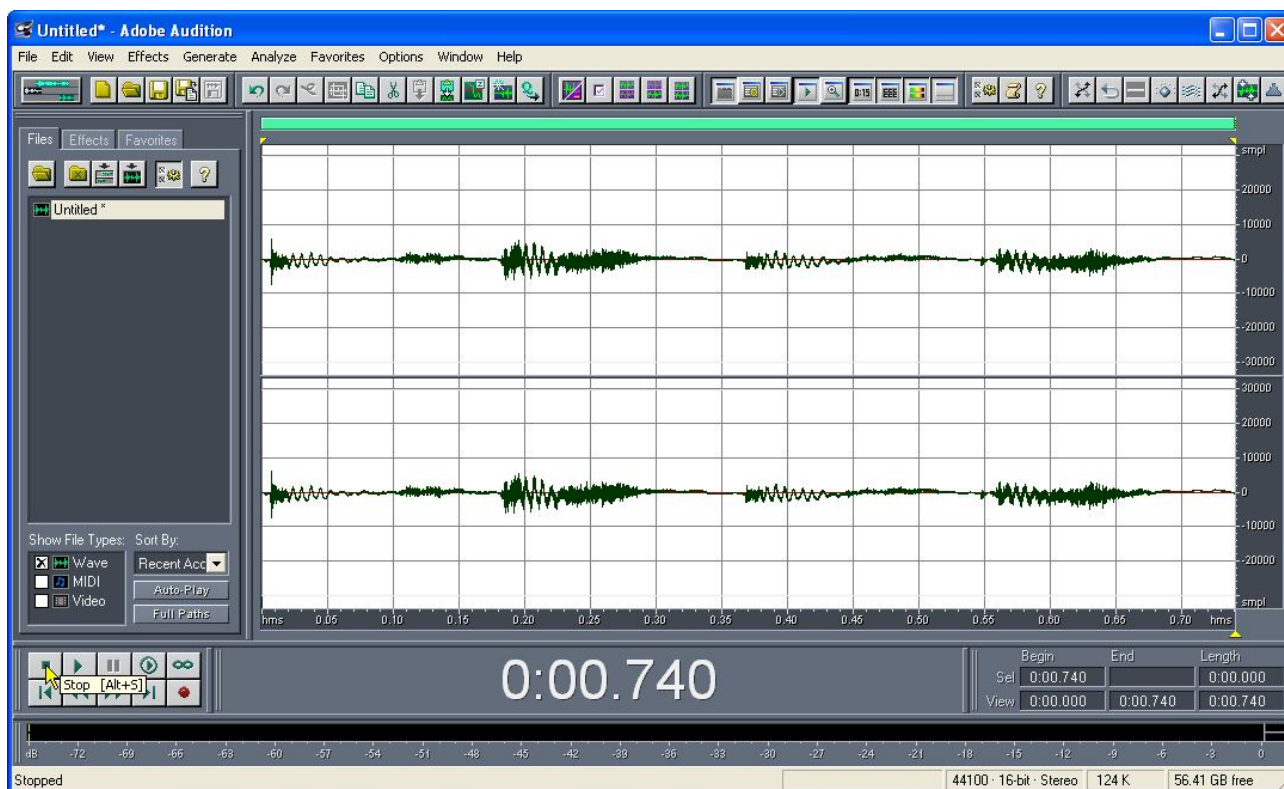 Untitled* - Adobe Audition
File Edit View Effects Generate Analyze Favorites Options Window Help
Files Effects Favorites
Untitled *
smpl
20000
10000
0
-10000
-20000
-30000
30000
20000
10000
0
-10000
-20000
smpl
Show File Types: Sort By:
Wave Recent Acc
MIDI Auto-Play
Video Full Paths
hms 0.05 0.10 0.15 0.20 0.25 0.30 0.35 0.40 0.45 0.50 0.55 0.60 0.65 0.70 hms
Stop [Alt+S]
0:00.740
Begin End Length
Sel 0:00.740 0:00.000
View 0:00.000 0:00.740 0:00.740
dB -72 -69 -66 -63 -60 -57 -54 -51 -48 -45 -42 -39 -36 -33 -30 -27 -24 -21 -18 -15 -12 -9 -6 -3 0
Stopped 44100 · 16-bit · Stereo 124 K 56.41 GB free